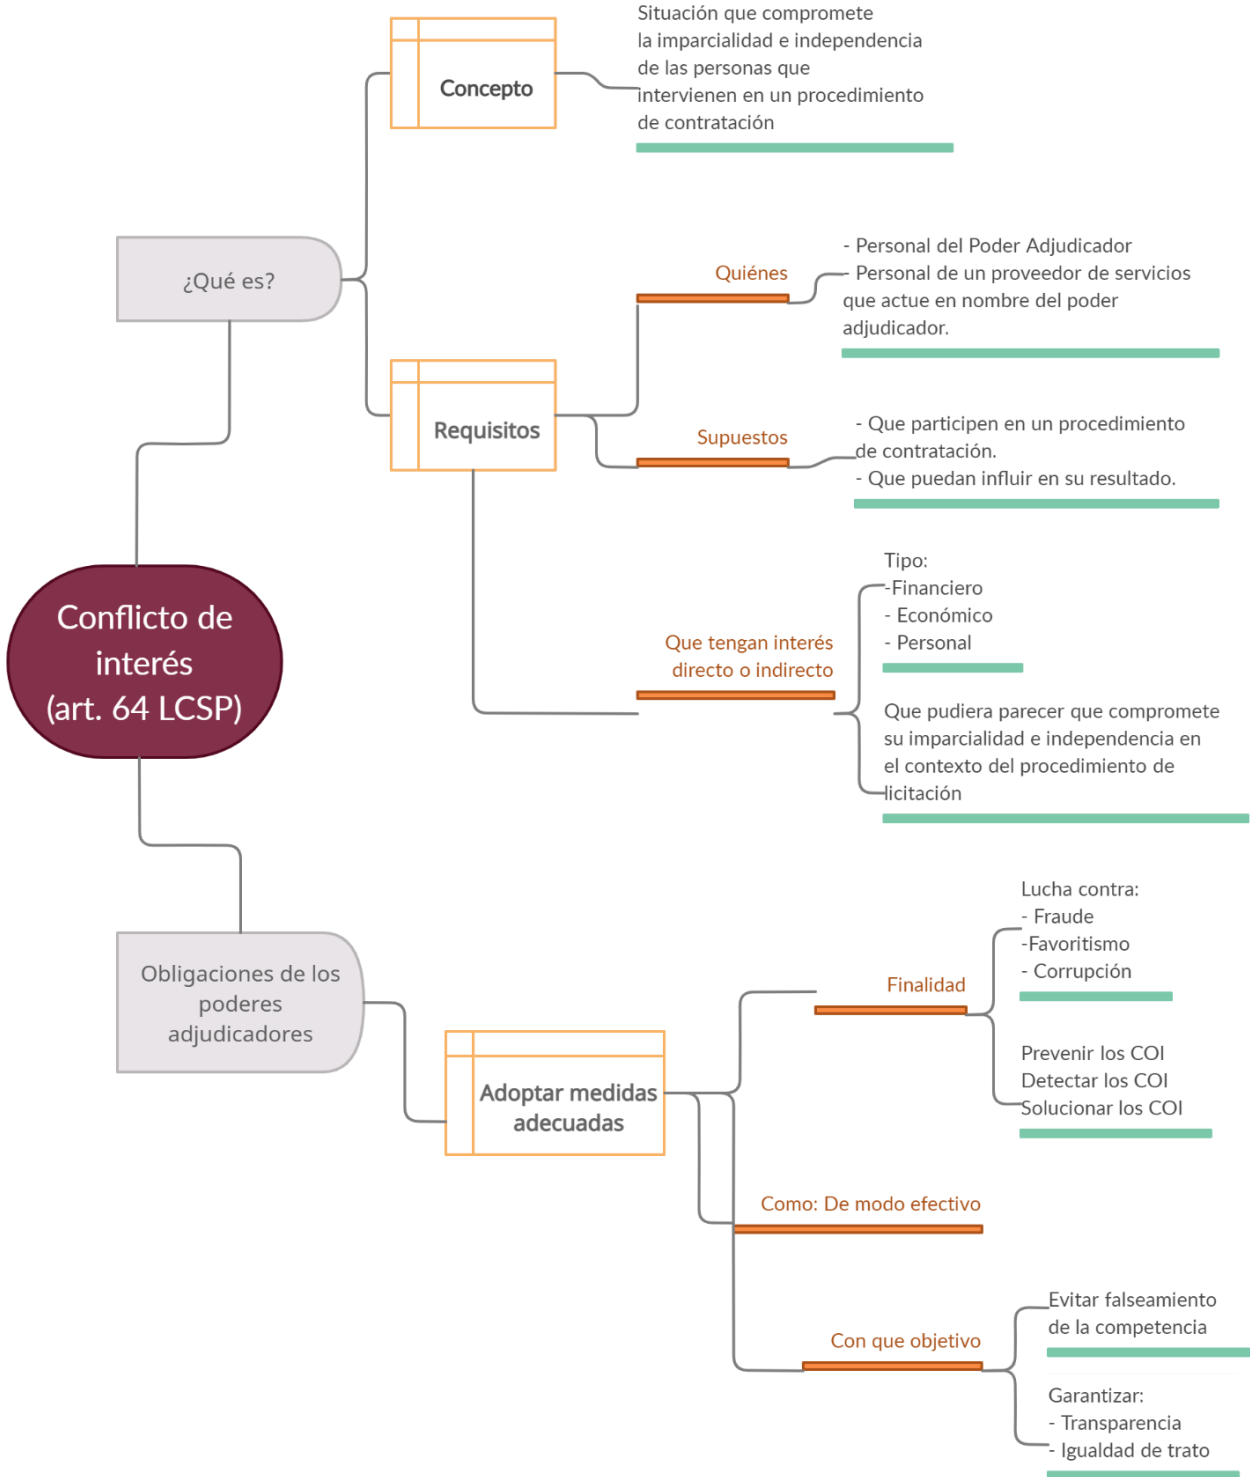 Situación que compromete
la imparcialidad e independencia
de las personas que
intervienen en un procedimiento
de contratación
Concepto
¿Qué es?
Quiénes
- Personal del Poder Adjudicador
- Personal de un proveedor de servicios
que actue en nombre del poder
adjudicador.
Requisitos
Supuestos
- Que participen en un procedimiento
de contratación.
- Que puedan influir en su resultado.
Que tengan interés
directo o indirecto
Tipo:
-Financiero
- Económico
- Personal
Que pudiera parecer que compromete
su imparcialidad e independencia en
el contexto del procedimiento de
licitación
Conflicto de
interés
(art. 64 LCSP)
Obligaciones de los
poderes
adjudicadores
Adoptar medidas
adecuadas
Finalidad
Lucha contra:
- Fraude
-Favoritismo
- Corrupción
Prevenir los COI
Detectar los COI
Solucionar los COI
Como: De modo efectivo
Con que objetivo
Evitar falseamiento
de la competencia
Garantizar:
- Transparencia
- Igualdad de trato